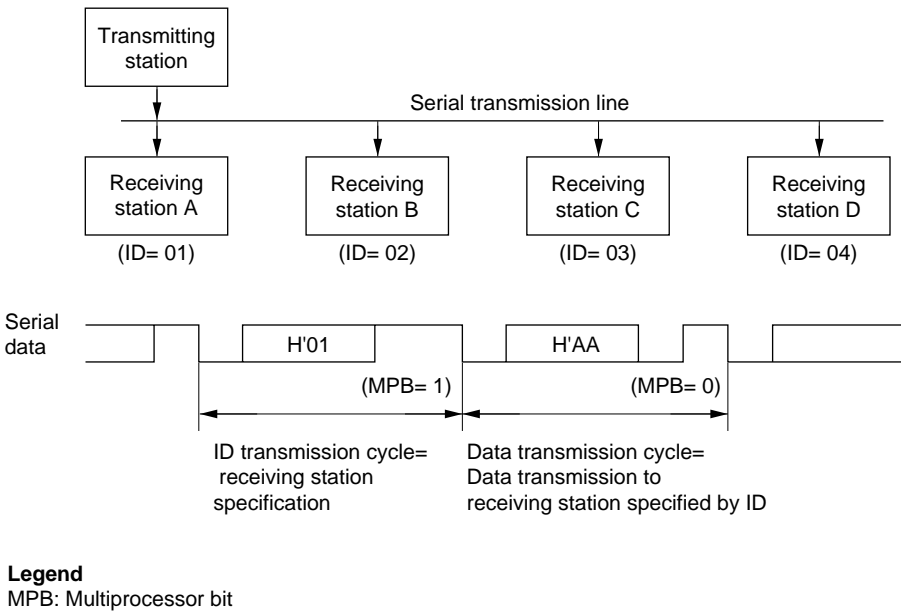 Transmitting
station
Serial transmission line
Receiving
station A
Receiving
station B
Receiving
station C
Receiving
station D
(ID= 01)
(ID= 02)
(ID= 03)
(ID= 04)
Serial
data
H'01
H'AA
(MPB= 1)
(MPB= 0)
ID transmission cycle=
receiving station
specification
Data transmission cycle=
Data transmission to
receiving station specified by ID
Legend
MPB: Multiprocessor bit